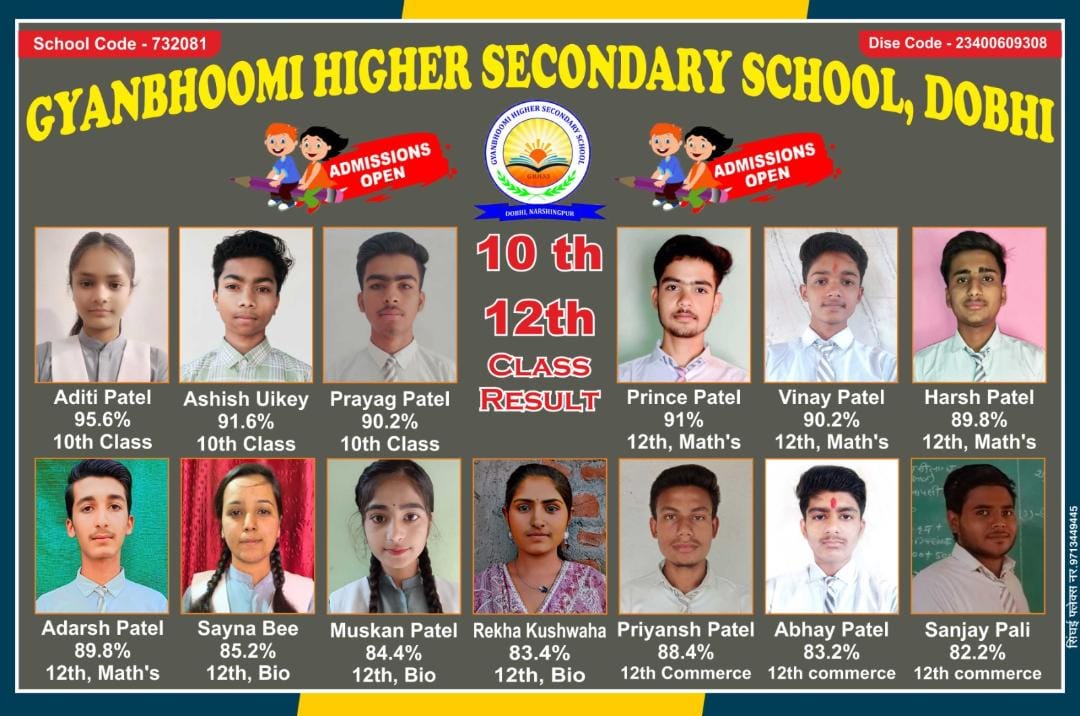 School Code - 732081
Dise Code - 23400609308
GYANBHOOMI HIGHER SECONDARY SCHOOL, DOBHI
ADMISSIONS
OPEN
GYANBHOOMI HIGHER SECONDARY SCHOOL
DOBHI, NARSHINGPUR
ADMISSIONS
OPEN
10 th
12th
CLASS
RESULT
Aditi Patel
95.6%
10th Class
Ashish Uikey
91.6%
10th Class
Prayag Patel
90.2%
10th Class
Prince Patel
91%
12th, Math's
Vinay Patel
90.2%
12th, Math's
Harsh Patel
89.8%
12th, Math's
Adarsh Patel
89.8%
12th, Math's
Sayna Bee
85.2%
12th, Bio
Muskan Patel
84.4%
12th, Bio
Rekha Kushwaha
83.4%
12th, Bio
Priyansh Patel
88.4%
12th Commerce
Abhay Patel
83.2%
12th commerce
Sanjay Pali
82.2%
12th commerce
सिंघई फ्लेक्स नर.9713449445